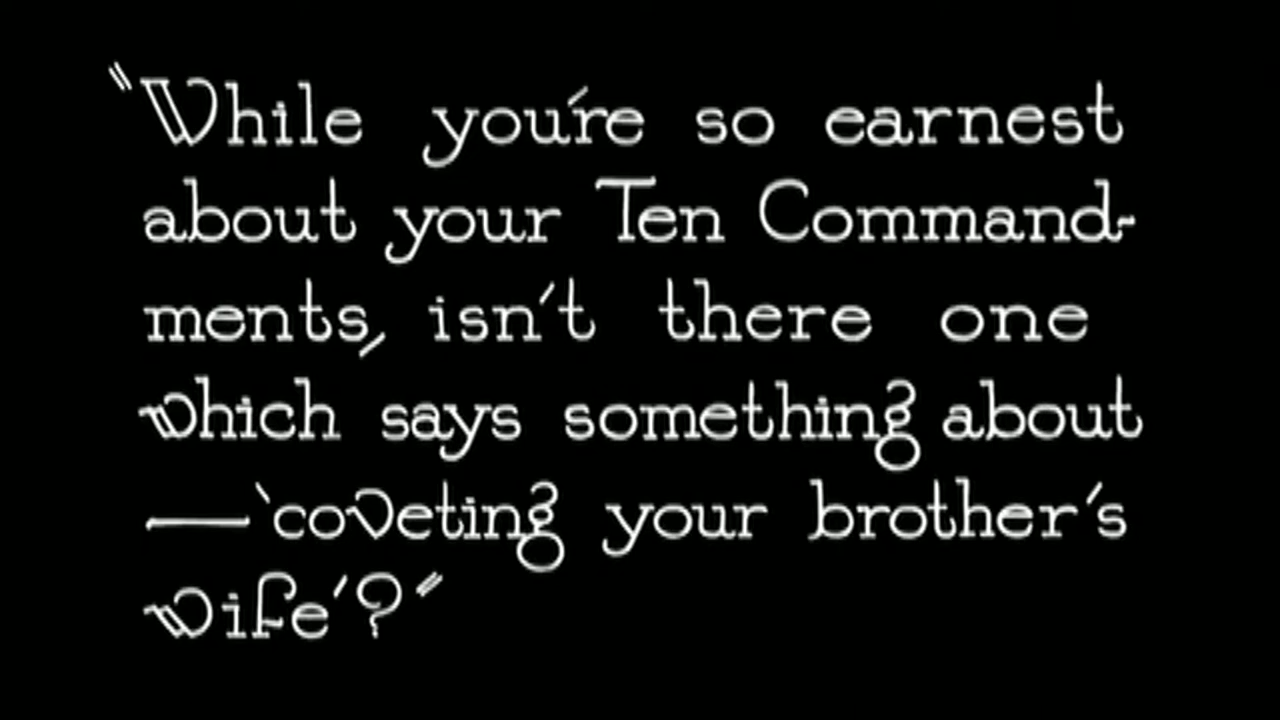 "While you're so earnest
about your Ten Command-
ments, isn't there one
which says something about
—'coveting your brother's
wife'?"